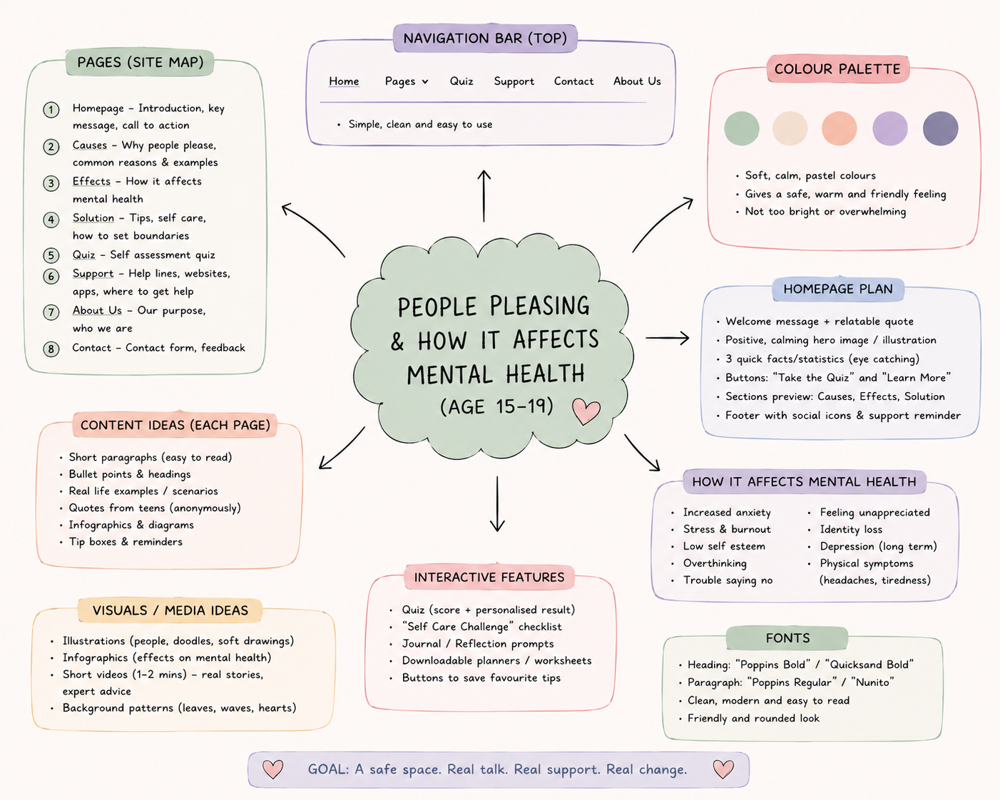 NAVIGATION BAR (TOP)
Home Pages Quiz Support Contact About Us
• Simple, clean and easy to use
PAGES (SITE MAP)
1 Homepage – Introduction, key
message, call to action
2 Causes – Why people please,
common reasons & examples
3 Effects – How it affects
mental health
4 Solution – Tips, self care,
how to set boundaries
5 Quiz – Self assessment quiz
6 Support – Help lines, websites,
apps, where to get help
7 About Us – Our purpose,
who we are
8 Contact – Contact form, feedback
COLOUR PALETTE
• Soft, calm, pastel colours
• Gives a safe, warm and friendly feeling
• Not too bright or overwhelming
PEOPLE PLEASING
& HOW IT AFFECTS
MENTAL HEALTH
(AGE 15–19)
HOMEPAGE PLAN
• Welcome message + relatable quote
• Positive, calming hero image / illustration
• 3 quick facts/statistics (eye catching)
• Buttons: “Take the Quiz” and “Learn More”
• Sections preview: Causes, Effects, Solution
• Footer with social icons & support reminder
CONTENT IDEAS (EACH PAGE)
• Short paragraphs (easy to read)
• Bullet points & headings
• Real life examples / scenarios
• Quotes from teens (anonymously)
• Infographics & diagrams
• Tip boxes & reminders
HOW IT AFFECTS MENTAL HEALTH
• Increased anxiety
• Stress & burnout
• Low self esteem
• Overthinking
• Trouble saying no
• Feeling unappreciated
• Identity loss
• Depression (long term)
• Physical symptoms
(headaches, tiredness)
VISUALS / MEDIA IDEAS
• Illustrations (people, doodles, soft drawings)
• Infographics (effects on mental health)
• Short videos (1–2 mins) – real stories,
expert advice
• Background patterns (leaves, waves, hearts)
INTERACTIVE FEATURES
• Quiz (score + personalised result)
• “Self Care Challenge” checklist
• Journal / Reflection prompts
• Downloadable planners / worksheets
• Buttons to save favourite tips
FONTS
• Heading: “Poppins Bold” / “Quicksand Bold”
• Paragraph: “Poppins Regular” / “Nunito”
• Clean, modern and easy to read
• Friendly and rounded look
GOAL: A safe space. Real talk. Real support. Real change.